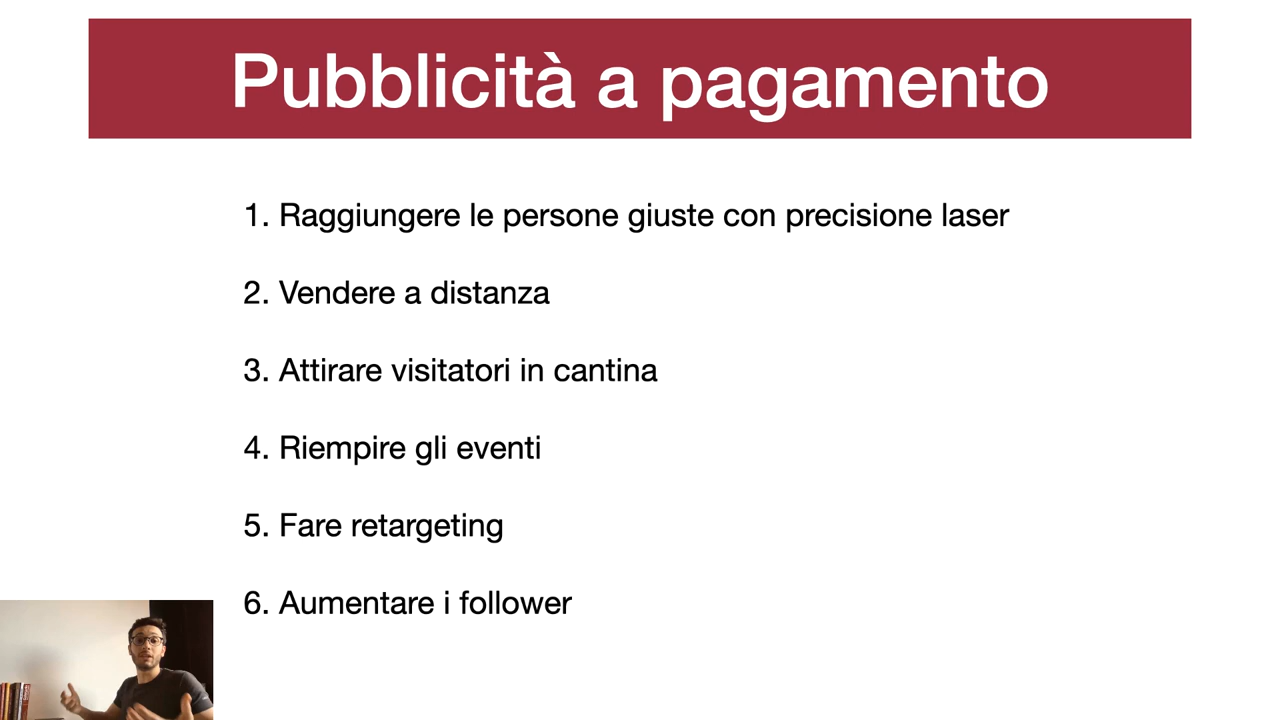 Pubblicità a pagamento
1. Raggiungere le persone giuste con precisione laser
2. Vendere a distanza
3. Attirare visitatori in cantina
4. Riempire gli eventi
5. Fare retargeting
6. Aumentare i follower